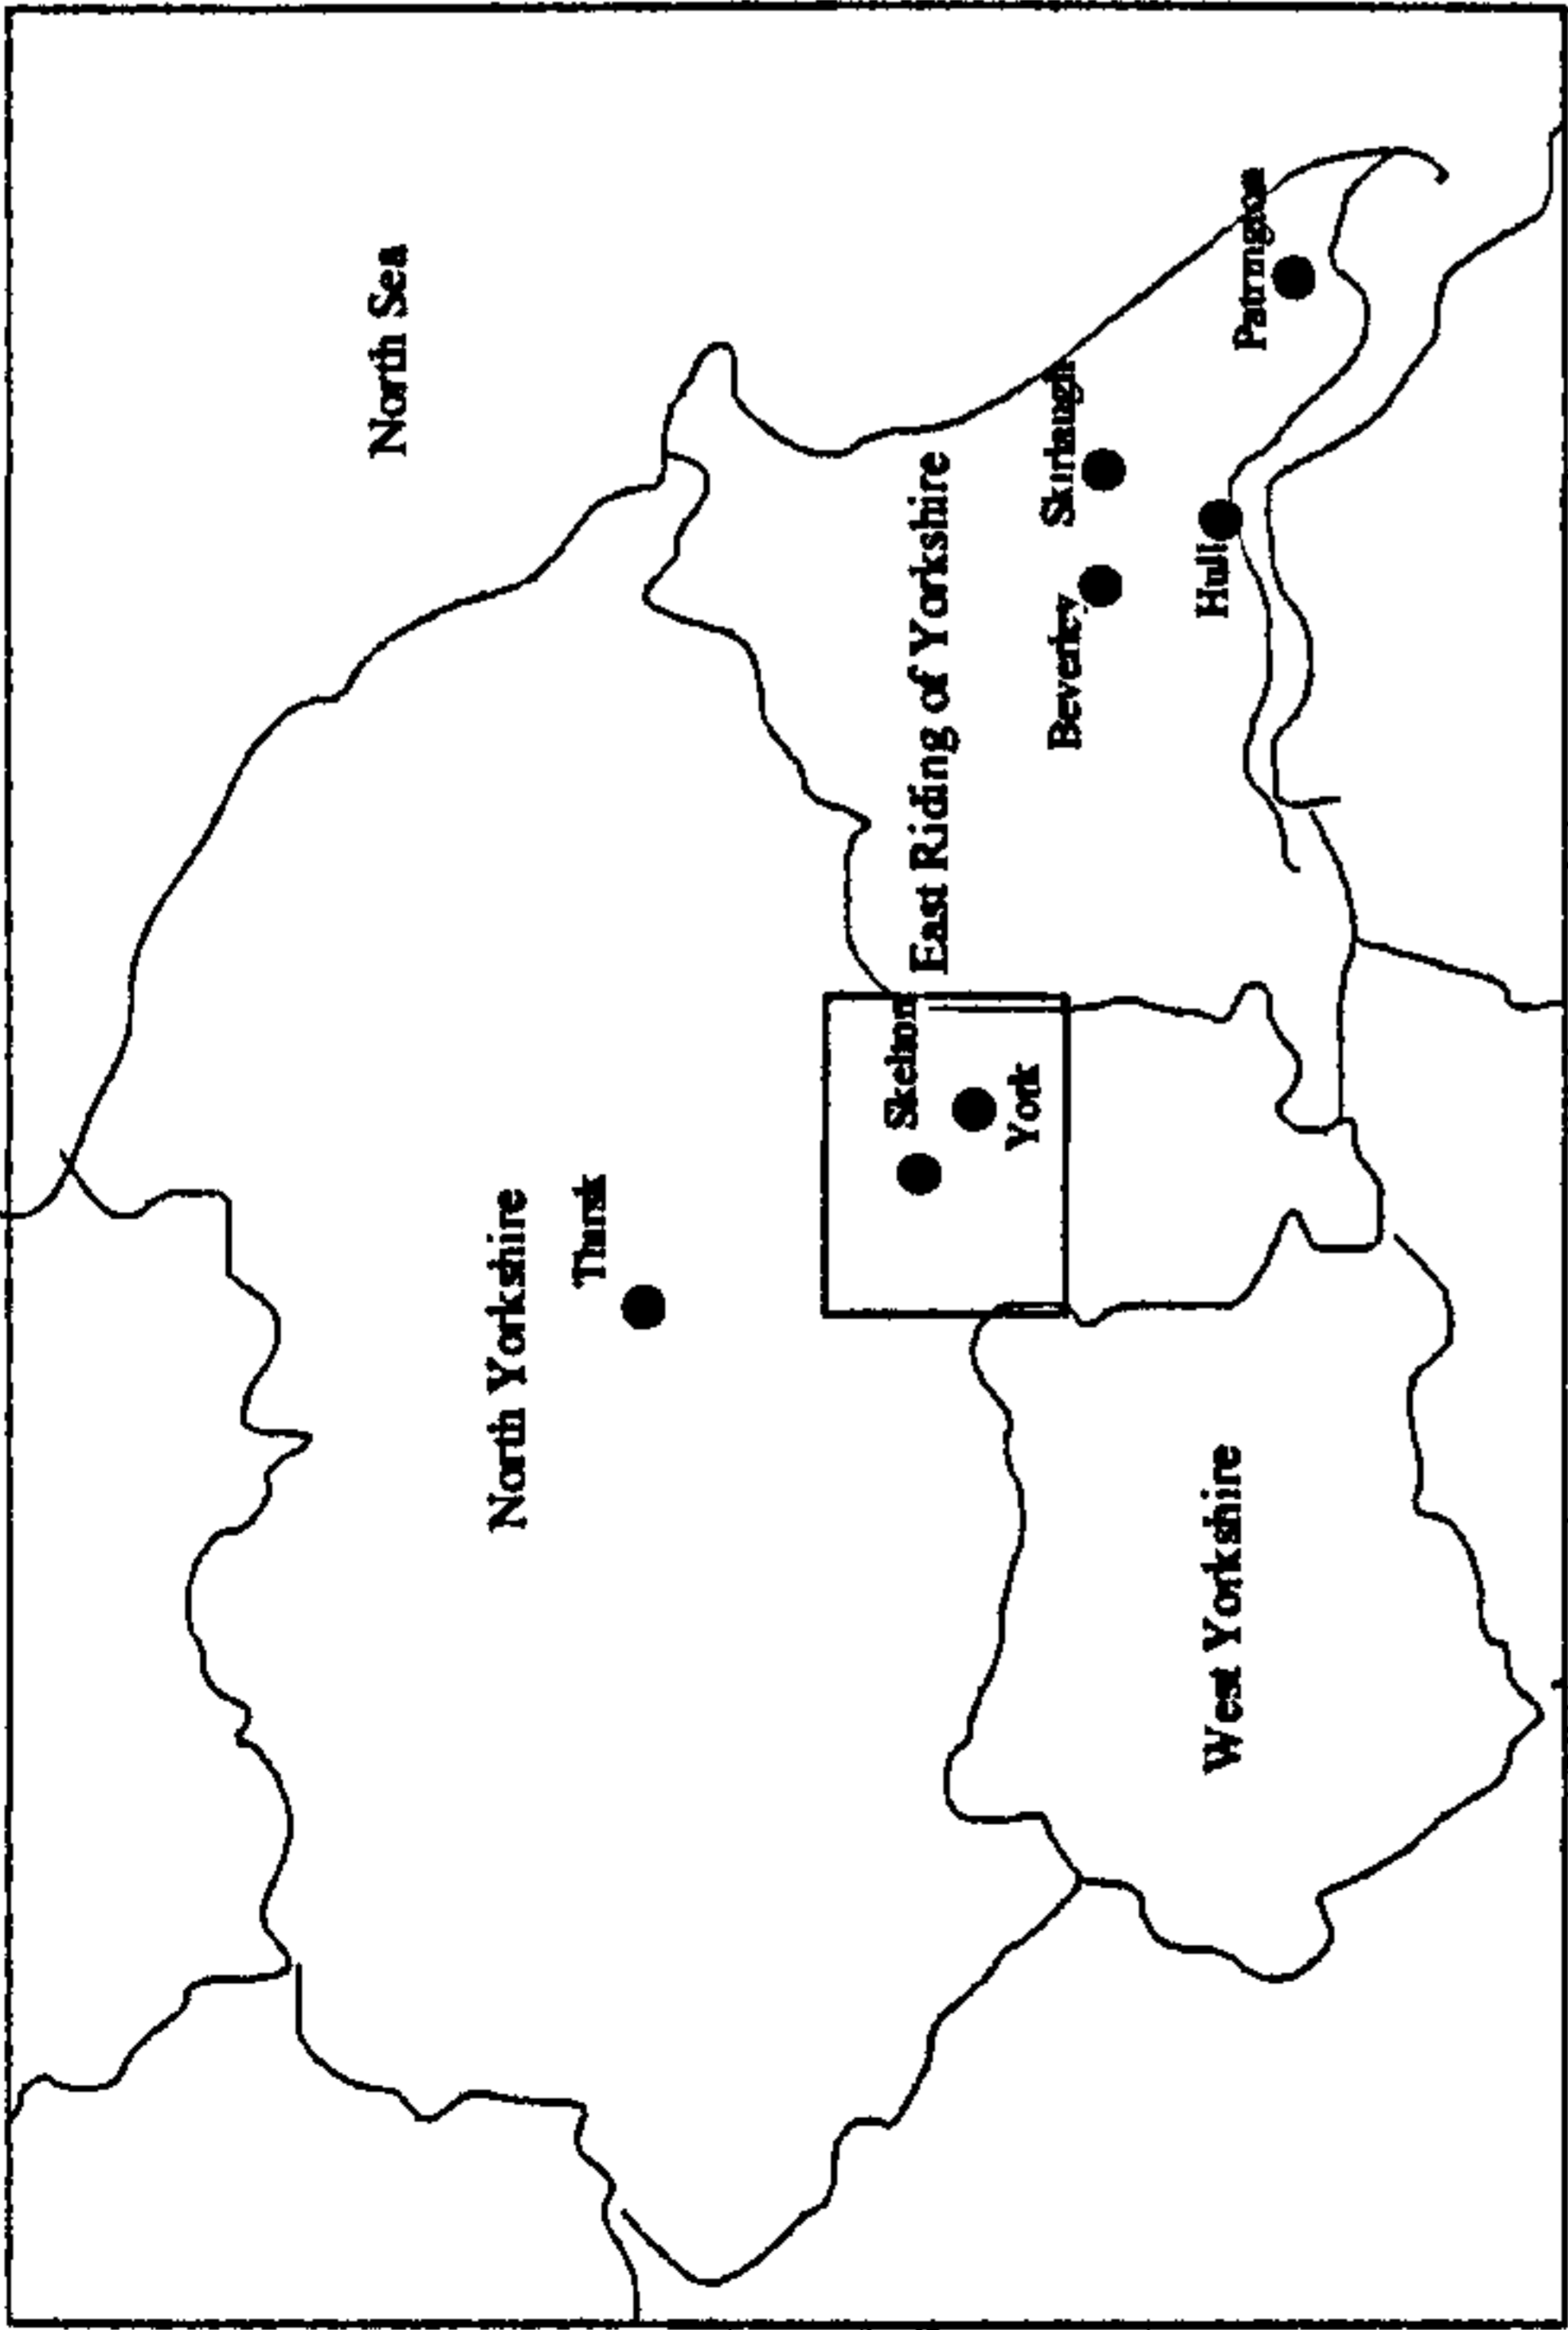 North Sea
North Yorkshire
Thirsk
Skelton
York
East Riding of Yorkshire
Beverley
Skirlaugh
Hull
Patrington
West Yorkshire